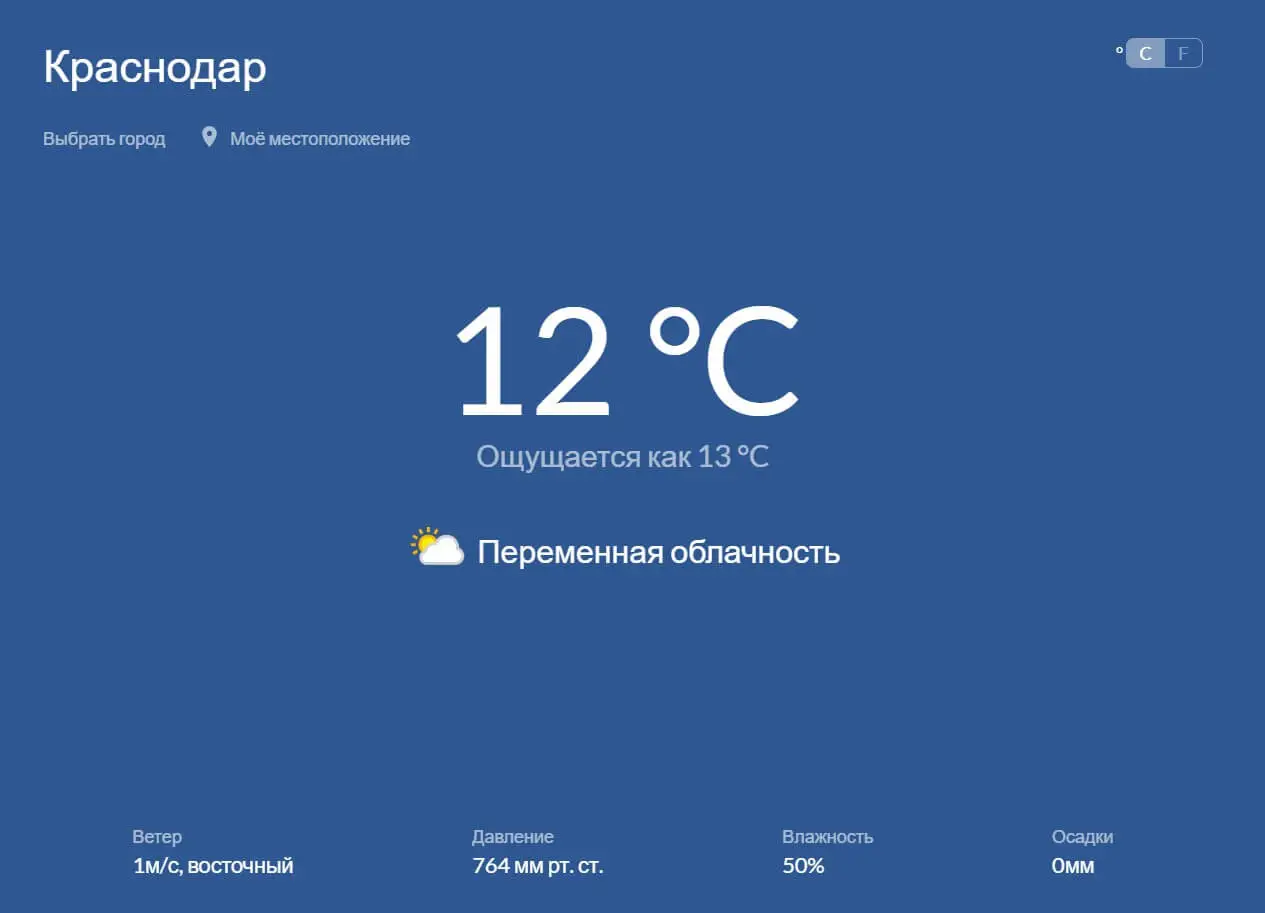 Краснодар
° C F
Выбрать город Моё местоположение
12 °C
Ощущается как 13 °C
Переменная облачность
Ветер Давление Влажность Осадки
1м/с, восточный 764 мм рт. ст. 50% 0мм